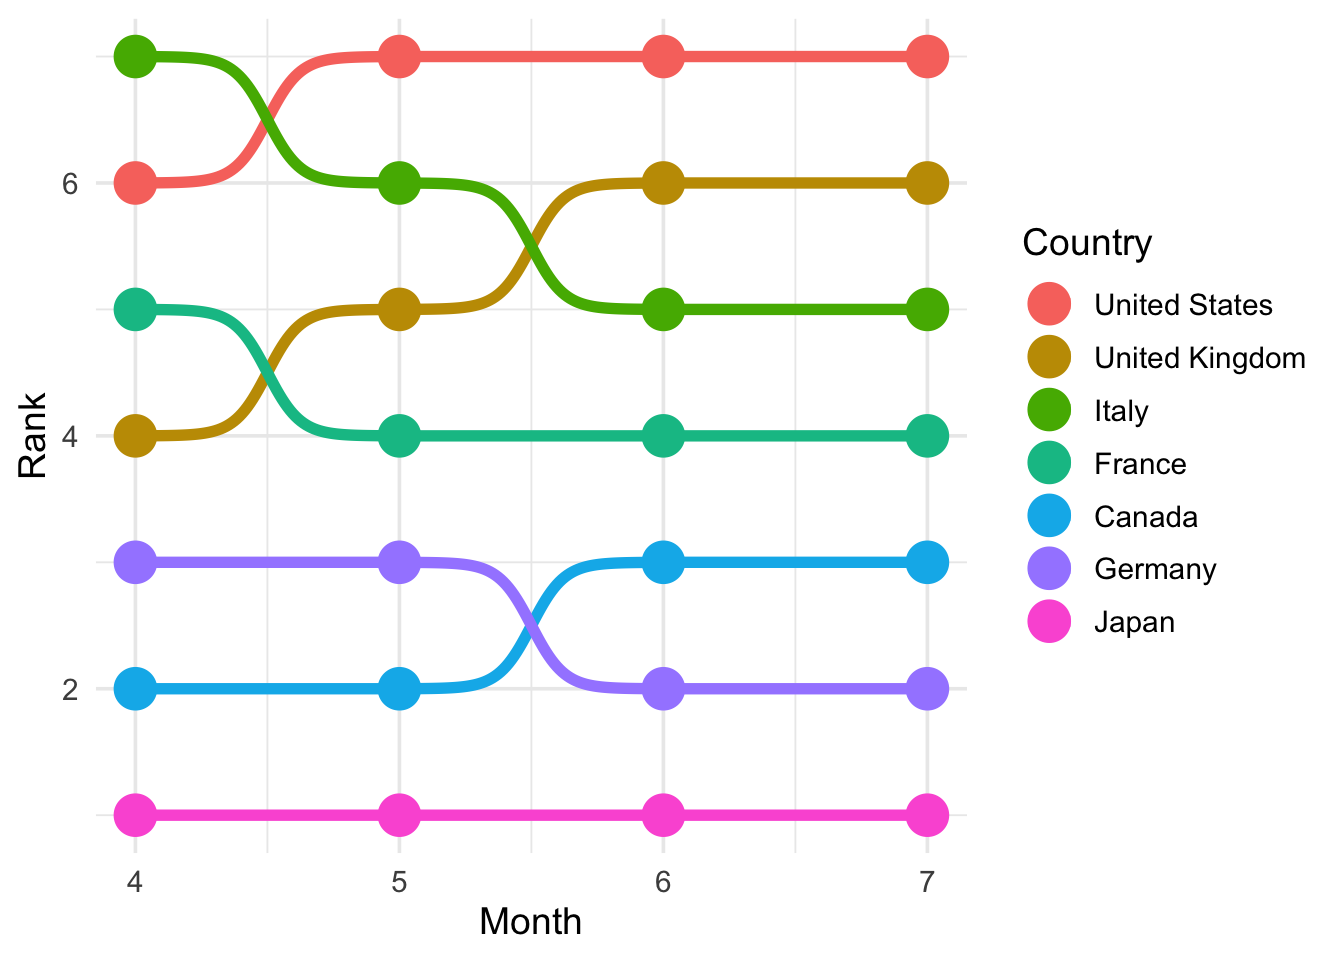 Rank
6
4
2
4 5 6 7
Month
Country
United States
United Kingdom
Italy
France
Canada
Germany
Japan